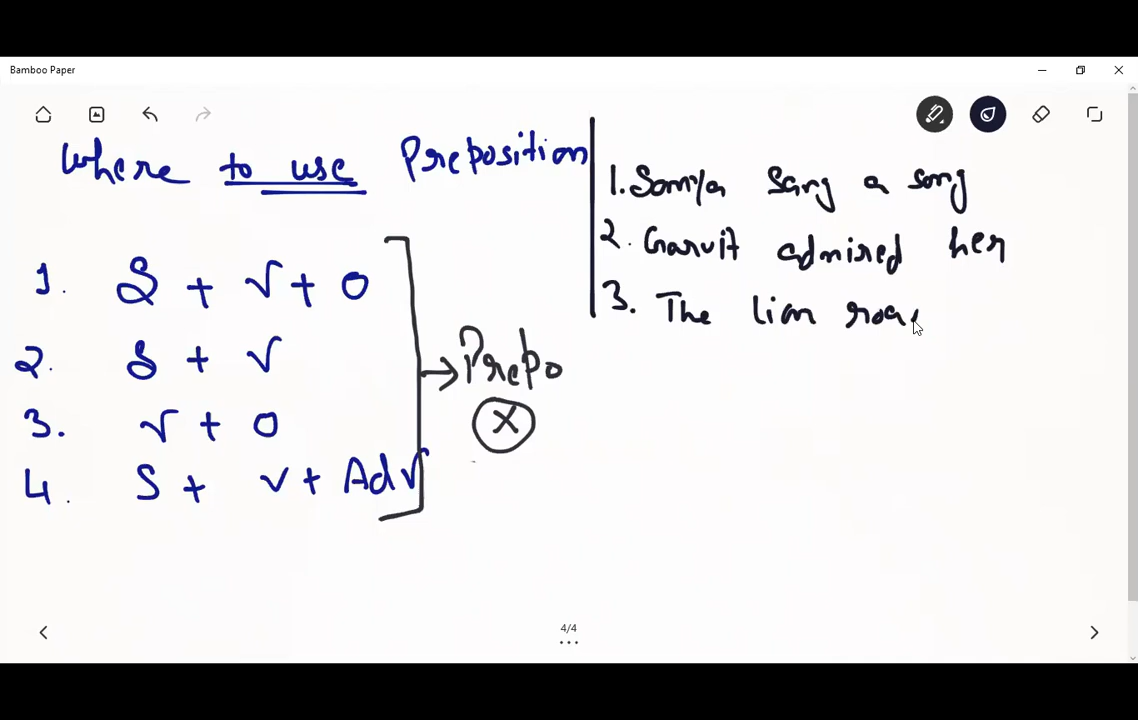 Bamboo Paper
Where to use Preposition
1. S + V + O
2. S + V
3. V + O
4. S + V + Adv
→ Prepo
X
1. Somya Sang a song
2. Garvit admired her
3. The lion roa
4/4